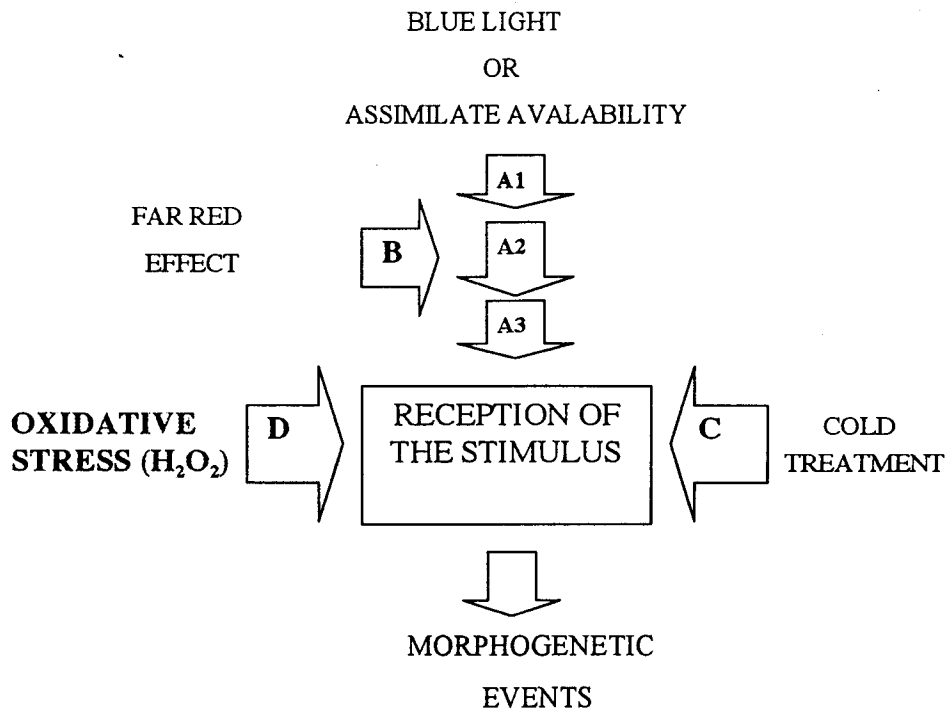 BLUE LIGHT
OR
ASSIMILATE AVALABILITY
A1
FAR RED
EFFECT
B
A2
A3
OXIDATIVE
STRESS (H₂O₂)
D
RECEPTION OF
THE STIMULUS
C
COLD
TREATMENT
MORPHOGENETIC
EVENTS